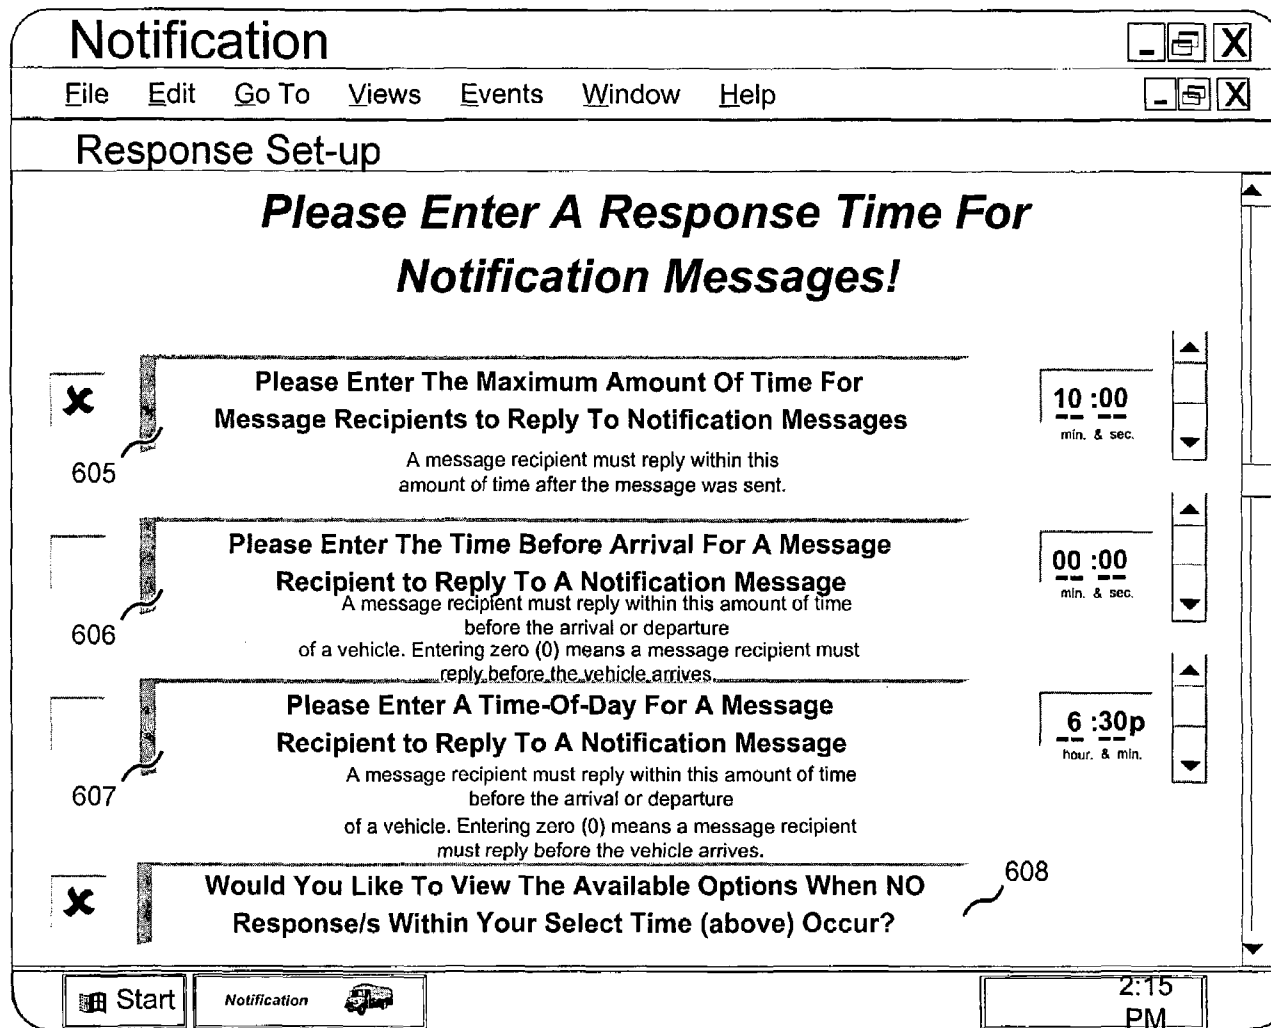 Notification
File Edit Go To Views Events Window Help
Response Set-up
Please Enter A Response Time For
Notification Messages!
Please Enter The Maximum Amount Of Time For
Message Recipients to Reply To Notification Messages
A message recipient must reply within this
amount of time after the message was sent.
10 :00
min. & sec.
605
Please Enter The Time Before Arrival For A Message
Recipient to Reply To A Notification Message
A message recipient must reply within this amount of time
before the arrival or departure
of a vehicle. Entering zero (0) means a message recipient must
reply before the vehicle arrives.
00 :00
min. & sec.
606
Please Enter A Time-Of-Day For A Message
Recipient to Reply To A Notification Message
A message recipient must reply within this amount of time
before the arrival or departure
of a vehicle. Entering zero (0) means a message recipient
must reply before the vehicle arrives.
6 :30p
hour. & min.
607
Would You Like To View The Available Options When NO
Response/s Within Your Select Time (above) Occur?
608
Start
Notification
2:15
PM